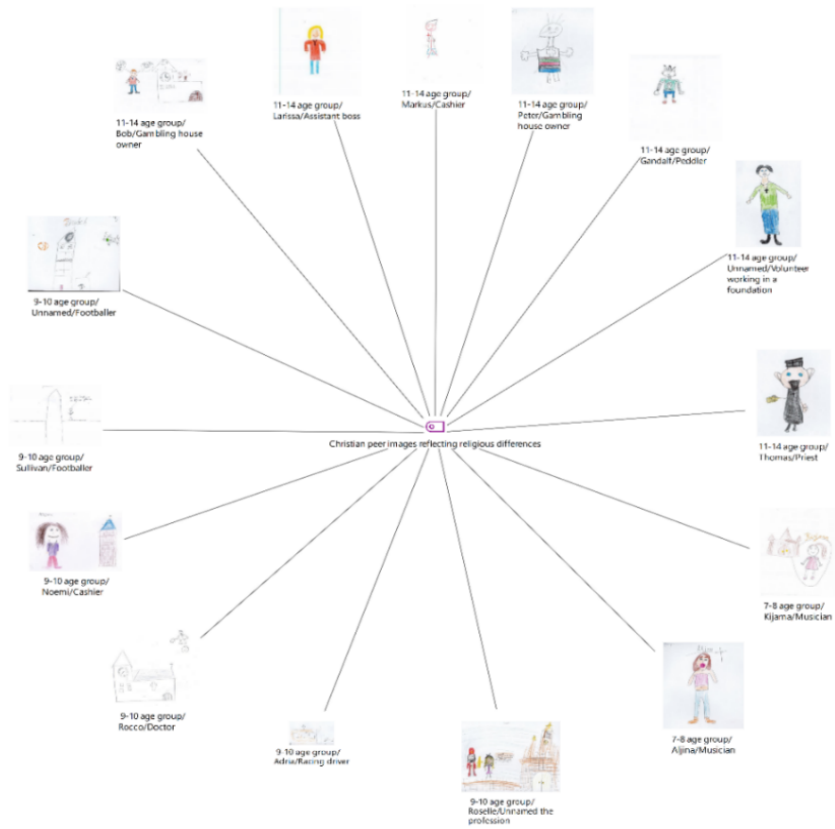 11-14 age group/
Larissa/Assistant boss
11-14 age group/
Markus/Cashier
11-14 age group/
Peter/Gambling
house owner
11-14 age group/
Bob/Gambling house
owner
11-14 age group/
Gandalf/Peddler
11-14 age group/
Unnamed/Volunteer
working in a
foundation
9-10 age group/
Unnamed/Footballer
11-14 age group/
Thomas/Priest
Christian peer images reflecting religious differences
9-10 age group/
Sullivan/Footballer
9-10 age group/
Noemi/Cashier
7-8 age group/
Kijama/Musician
9-10 age group/
Rocco/Doctor
7-8 age group/
Aljina/Musician
9-10 age group/
Adria/Racing driver
9-10 age group/
Roselle/Unnamed the
profession